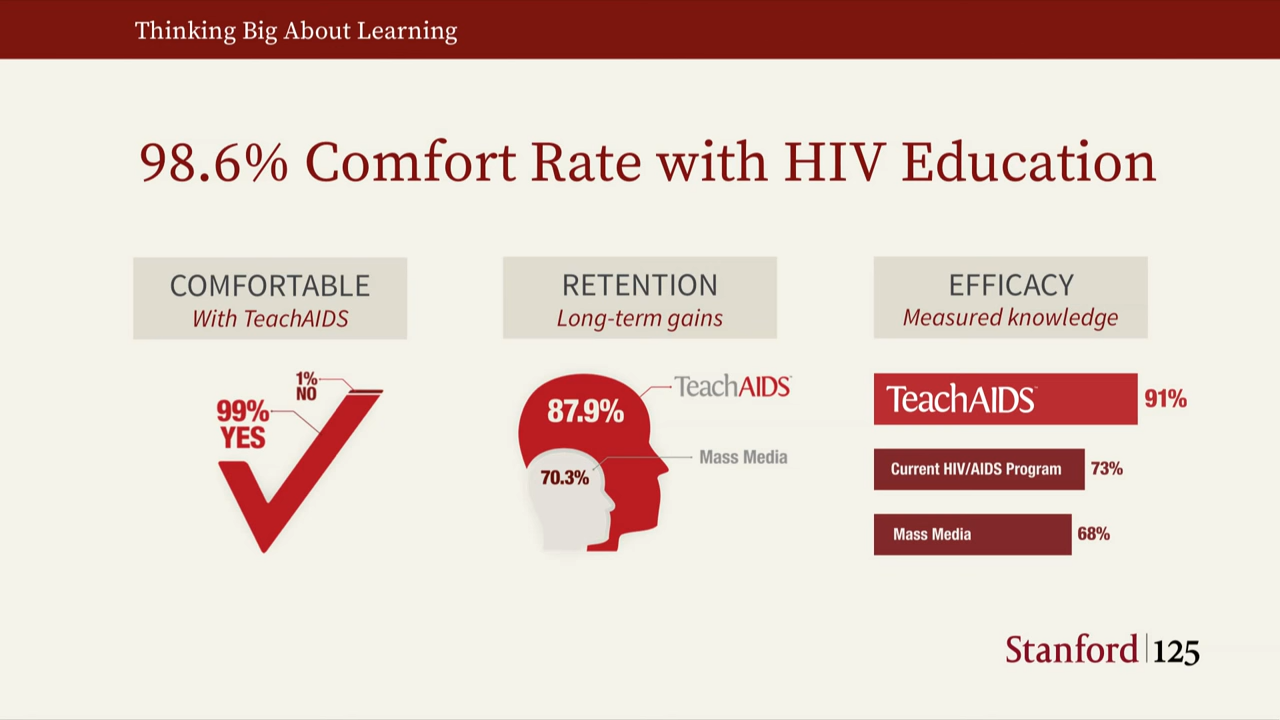 Thinking Big About Learning
98.6% Comfort Rate with HIV Education
COMFORTABLE
With TeachAIDS
1%
NO
99%
YES
RETENTION
Long-term gains
TeachAIDS
87.9%
Mass Media
70.3%
EFFICACY
Measured knowledge
TeachAIDS™ 91%
Current HIV/AIDS Program 73%
Mass Media 68%
Stanford 125